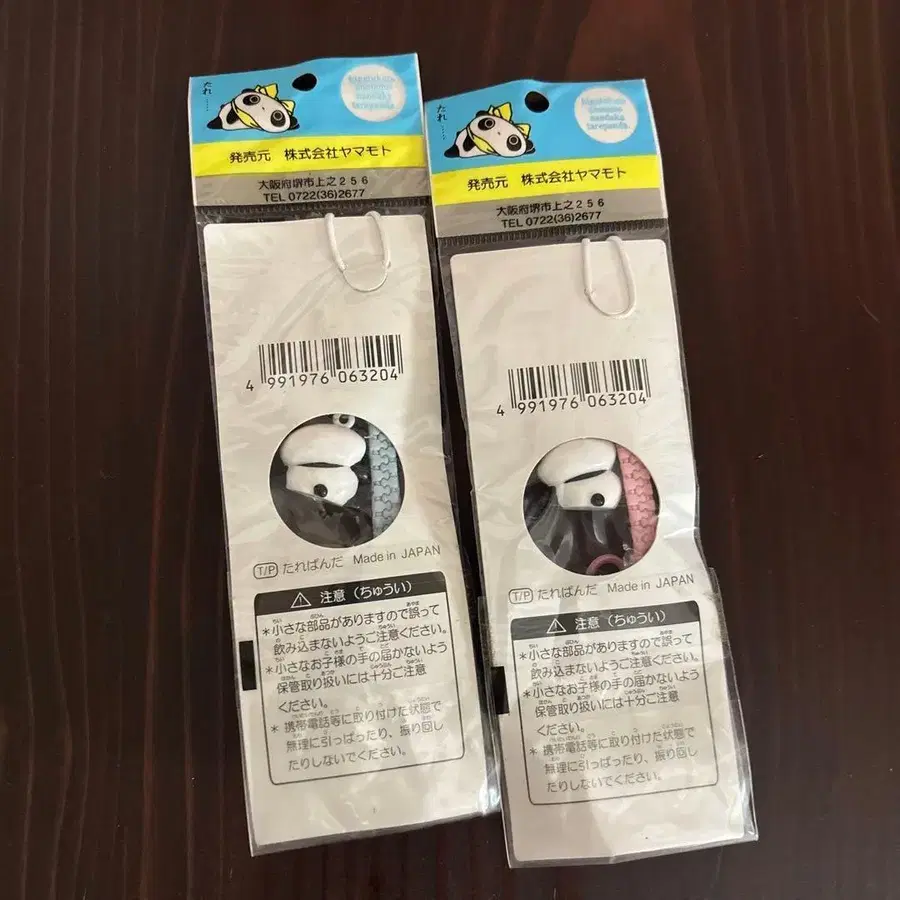 たれ……
発売元 株式会社ヤマモト
大阪府堺市上之256
TEL 0722(36)2677
4 991976 063204
T/P たれぱんだ Made in JAPAN
注意(ちゅうい)
*小さな部品がありますので誤って
飲み込まないようご注意ください。
*小さなお子様の手の届かないよう
保管取り扱いには十分ご注意
ください。
* 携帯電話等に取り付けた状態で
無理に引っぱったり、振り回し
たりしないでください。
たれ……
nandaka
tarepanda
発売元 株式会社ヤマモト
大阪府堺市上之256
TEL 0722(36)2677
4 991976 063204
T/P たれぱんだ Made in JAPAN
注意(ちゅうい)
*小さな部品がありますので誤って
飲み込まないようご注意ください。
*小さなお子様の手の届かないよう
保管取り扱いには十分ご注意
ください。
* 携帯電話等に取り付けた状態で
無理に引っぱったり、振り回し
たりしないでください。